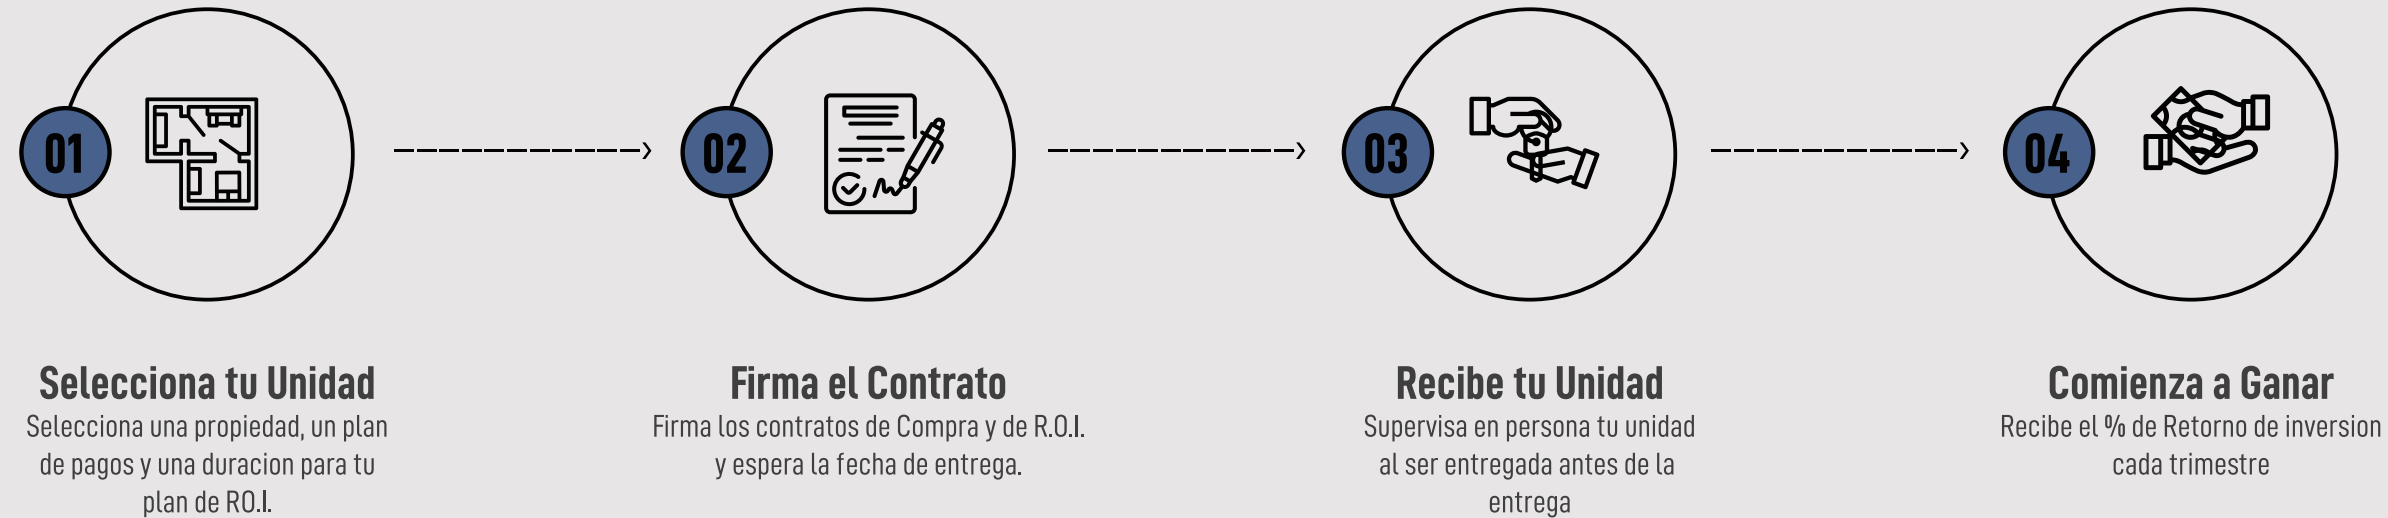 01
02
03
04
Selecciona tu Unidad
Selecciona una propiedad, un plan
de pagos y una duracion para tu
plan de RO.I.
Firma el Contrato
Firma los contratos de Compra y de R.O.I.
y espera la fecha de entrega.
Recibe tu Unidad
Supervisa en persona tu unidad
al ser entregada antes de la
entrega
Comienza a Ganar
Recibe el % de Retorno de inversion
cada trimestre